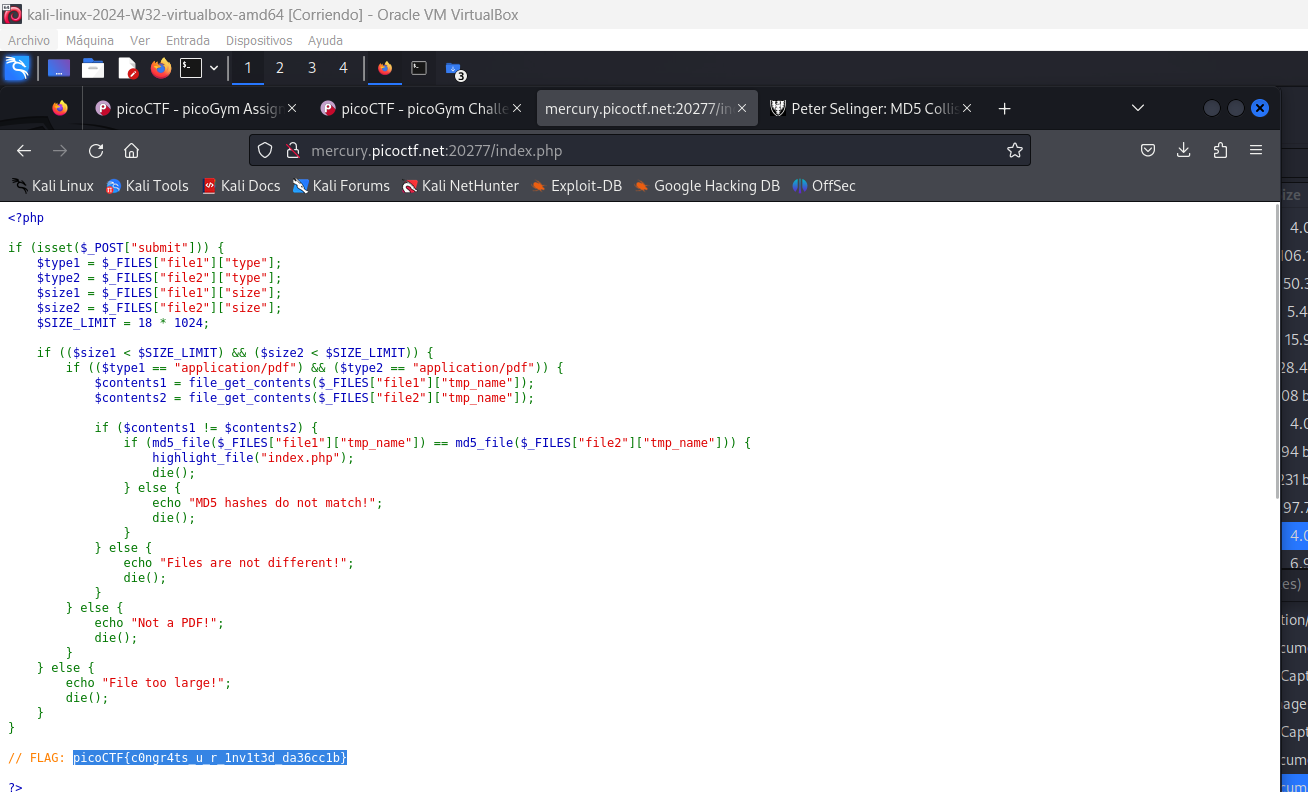 kali-linux-2024-W32-virtualbox-amd64 [Corriendo] - Oracle VM VirtualBox
Archivo Máquina Ver Entrada Dispositivos Ayuda
1 2 3 4 3
picoCTF - picoGym Assign
picoCTF - picoGym Challe
mercury.picoctf.net:20277/in
Peter Selinger: MD5 Collis
mercury.picoctf.net:20277/index.php
Kali Linux Kali Tools Kali Docs Kali Forums Kali NetHunter Exploit-DB Google Hacking DB OffSec
<?php
if (isset($_POST["submit"])) {
    $type1 = $_FILES["file1"]["type"];
    $type2 = $_FILES["file2"]["type"];
    $size1 = $_FILES["file1"]["size"];
    $size2 = $_FILES["file2"]["size"];
    $SIZE_LIMIT = 18 * 1024;
    if (($size1 < $SIZE_LIMIT) && ($size2 < $SIZE_LIMIT)) {
        if (($type1 == "application/pdf") && ($type2 == "application/pdf")) {
            $contents1 = file_get_contents($_FILES["file1"]["tmp_name"]);
            $contents2 = file_get_contents($_FILES["file2"]["tmp_name"]);
            if ($contents1 != $contents2) {
                if (md5_file($_FILES["file1"]["tmp_name"]) == md5_file($_FILES["file2"]["tmp_name"])) {
                    highlight_file("index.php");
                    die();
                } else {
                    echo "MD5 hashes do not match!";
                    die();
                }
            } else {
                echo "Files are not different!";
                die();
            }
        } else {
            echo "Not a PDF!";
            die();
        }
    } else {
        echo "File too large!";
        die();
    }
}
// FLAG: picoCTF{c0ngr4ts_u_r_1nv1t3d_da36cc1b}
?>